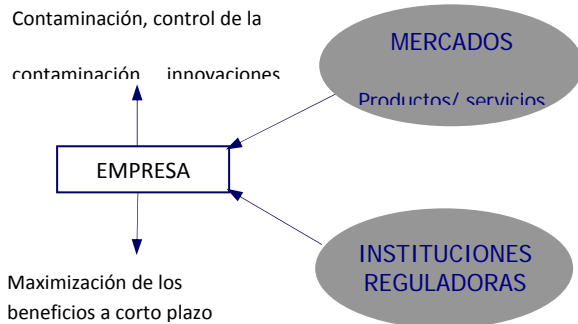 Contaminación, control de la
contaminación innovaciones
MERCADOS
Productos/ servicios
EMPRESA
INSTITUCIONES
REGULADORAS
Maximización de los
beneficios a corto plazo